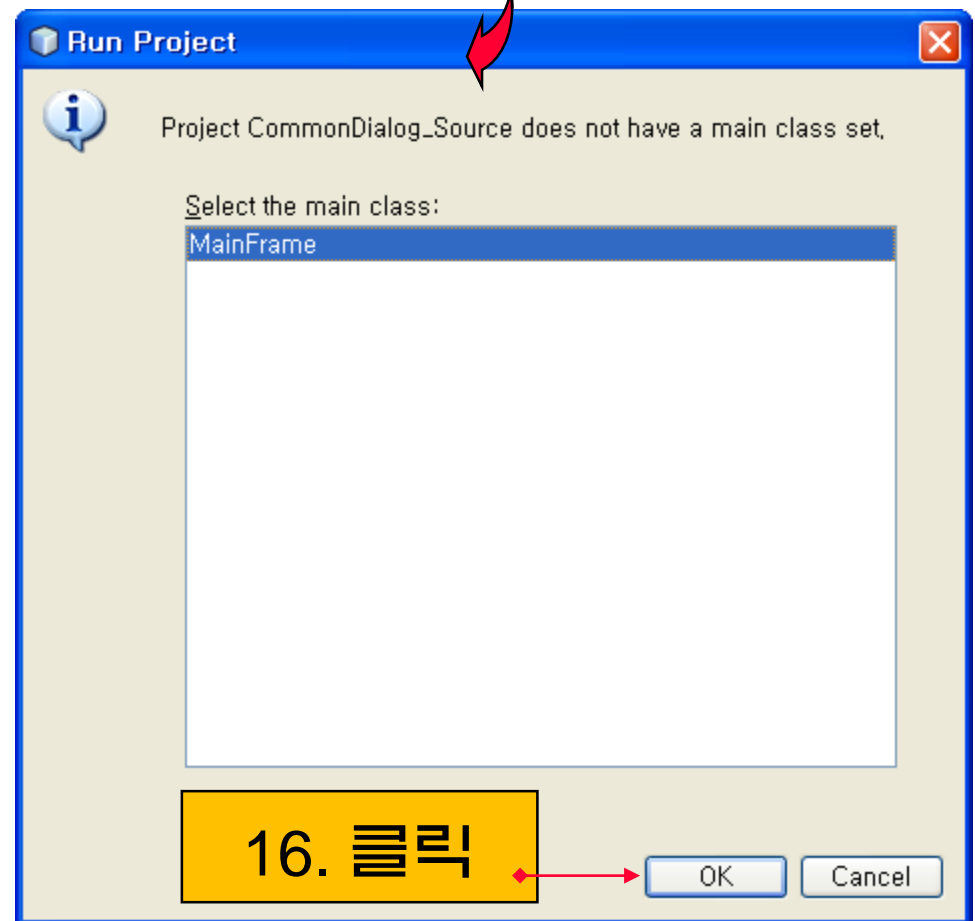 Run Project
Project CommonDialog_Source does not have a main class set.
Select the main class:
MainFrame
16. 클릭
OK
Cancel